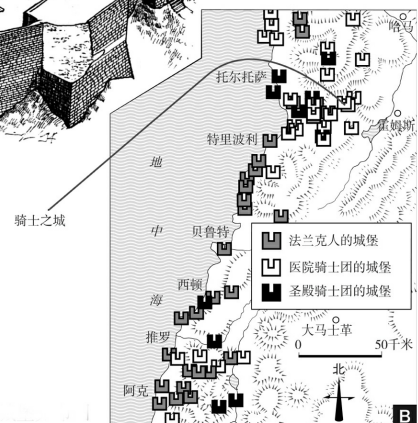 哈马
托尔托萨
霍姆斯
特里波利
地
中
海
骑士之城
贝鲁特
法兰克人的城堡
医院骑士团的城堡
圣殿骑士团的城堡
西顿
大马士革
推罗
0 50千米
北
阿克
B